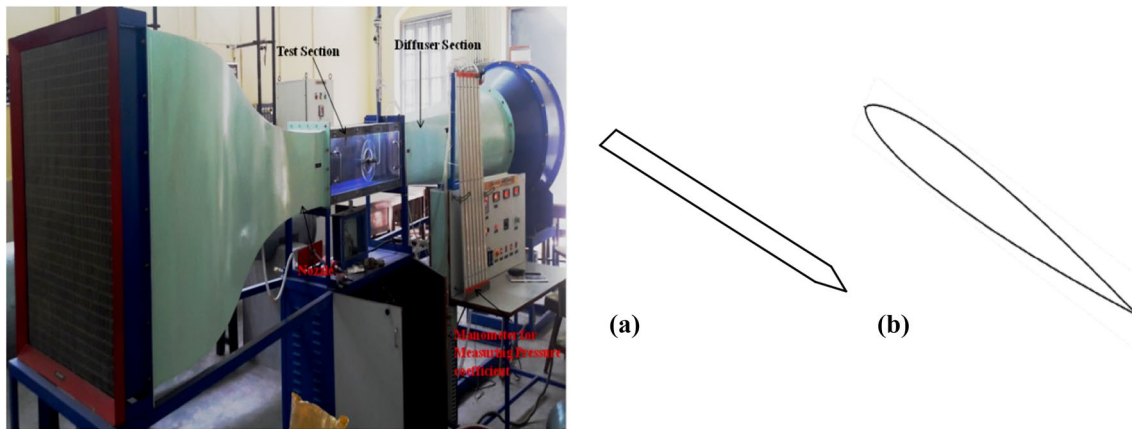 Test Section
Diffuser Section
Nozzle
Manometer for
Measuring Pressure
coefficient
(a)
(b)